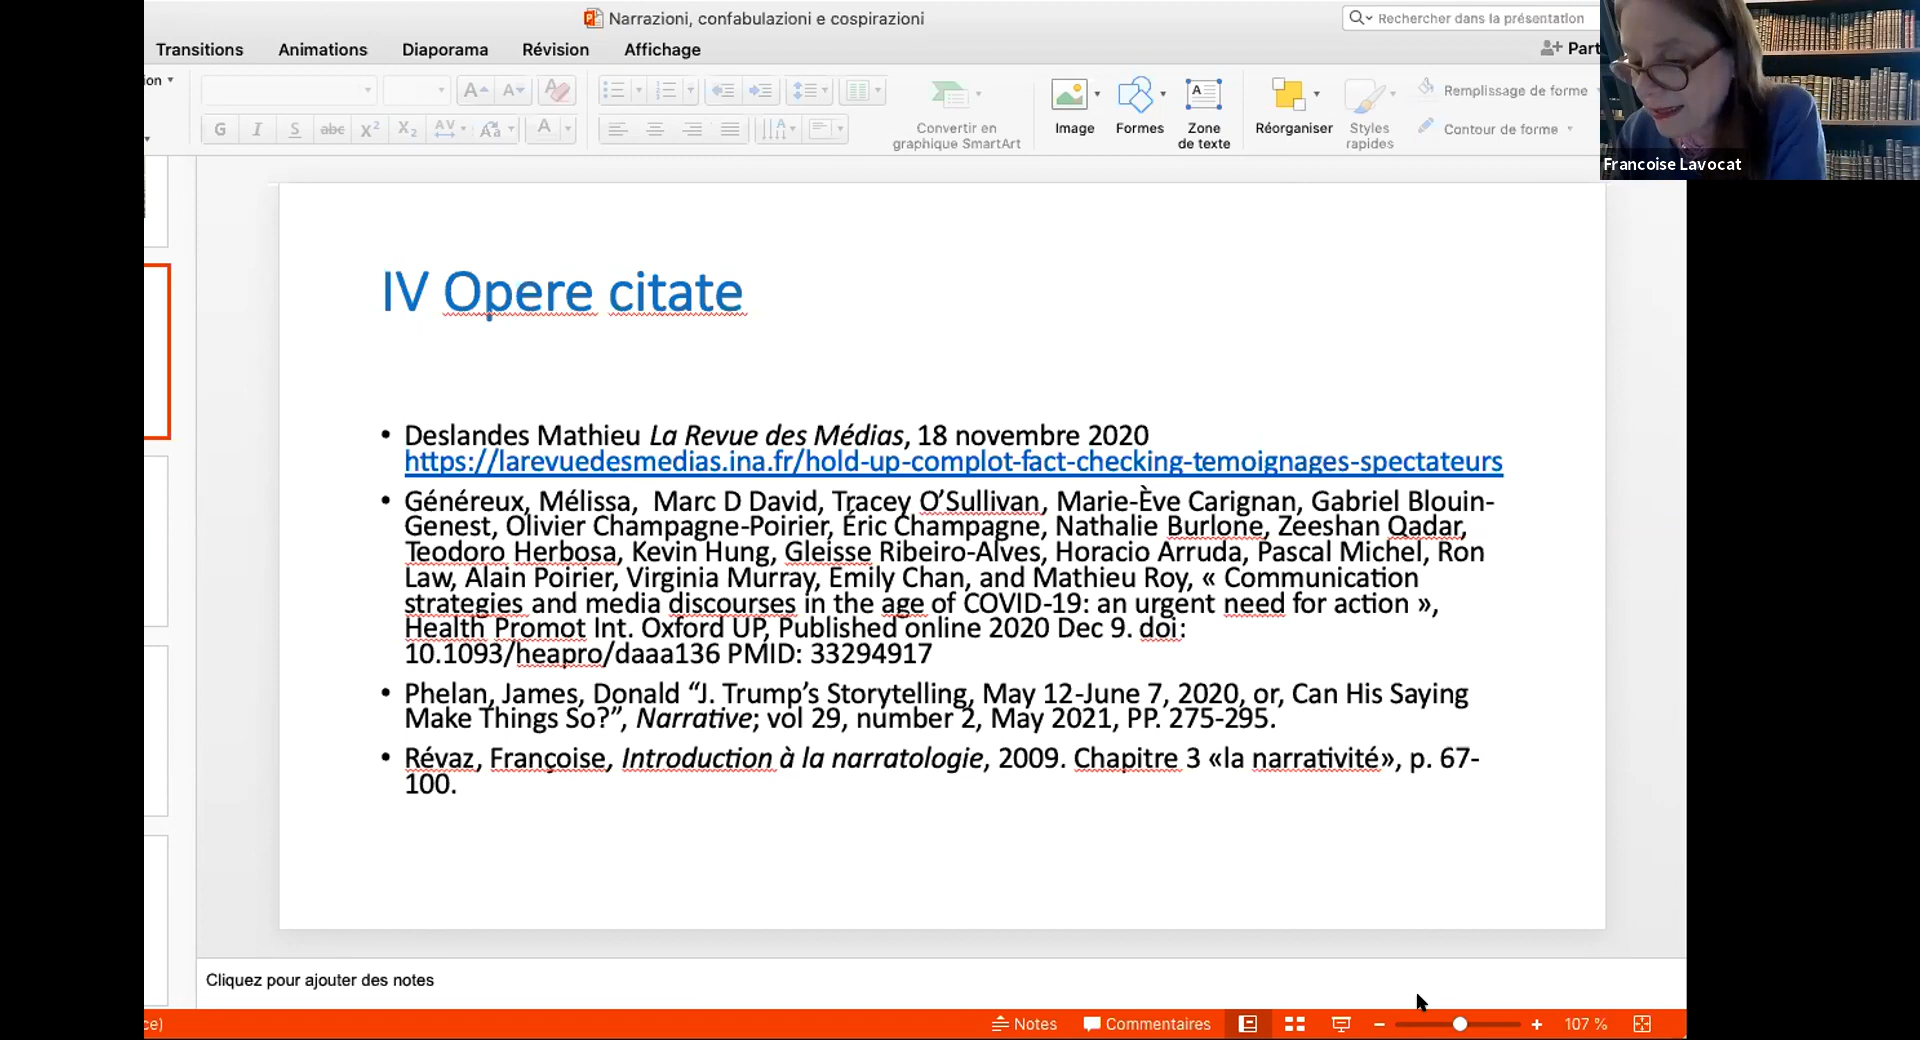 Narrazioni, confabulazioni e cospirazioni
Rechercher dans la présentation
Transitions Animations Diaporama Révision Affichage
Part
ion
G I S abc X² X₂ AV Aa A
Convertir en
graphique SmartArt
Image
Formes
Zone
de texte
Réorganiser
Styles
rapides
Remplissage de forme
Contour de forme
Francoise Lavocat
IV Opere citate
• Deslandes Mathieu La Revue des Médias, 18 novembre 2020
https://larevuedesmedias.ina.fr/hold-up-complot-fact-checking-temoignages-spectateurs
• Généreux, Mélissa, Marc D David, Tracey O’Sullivan, Marie-Ève Carignan, Gabriel Blouin-
Genest, Olivier Champagne-Poirier, Éric Champagne, Nathalie Burlone, Zeeshan Qadar,
Teodoro Herbosa, Kevin Hung, Gleisse Ribeiro-Alves, Horacio Arruda, Pascal Michel, Ron
Law, Alain Poirier, Virginia Murray, Emily Chan, and Mathieu Roy, « Communication
strategies and media discourses in the age of COVID-19: an urgent need for action »,
Health Promot Int. Oxford UP, Published online 2020 Dec 9. doi:
10.1093/heapro/daaa136 PMID: 33294917
• Phelan, James, Donald “J. Trump’s Storytelling, May 12-June 7, 2020, or, Can His Saying
Make Things So?”, Narrative; vol 29, number 2, May 2021, PP. 275-295.
• Révaz, Françoise, Introduction à la narratologie, 2009. Chapitre 3 «la narrativité», p. 67-
100.
Cliquez pour ajouter des notes
ce)
Notes Commentaires 107 %